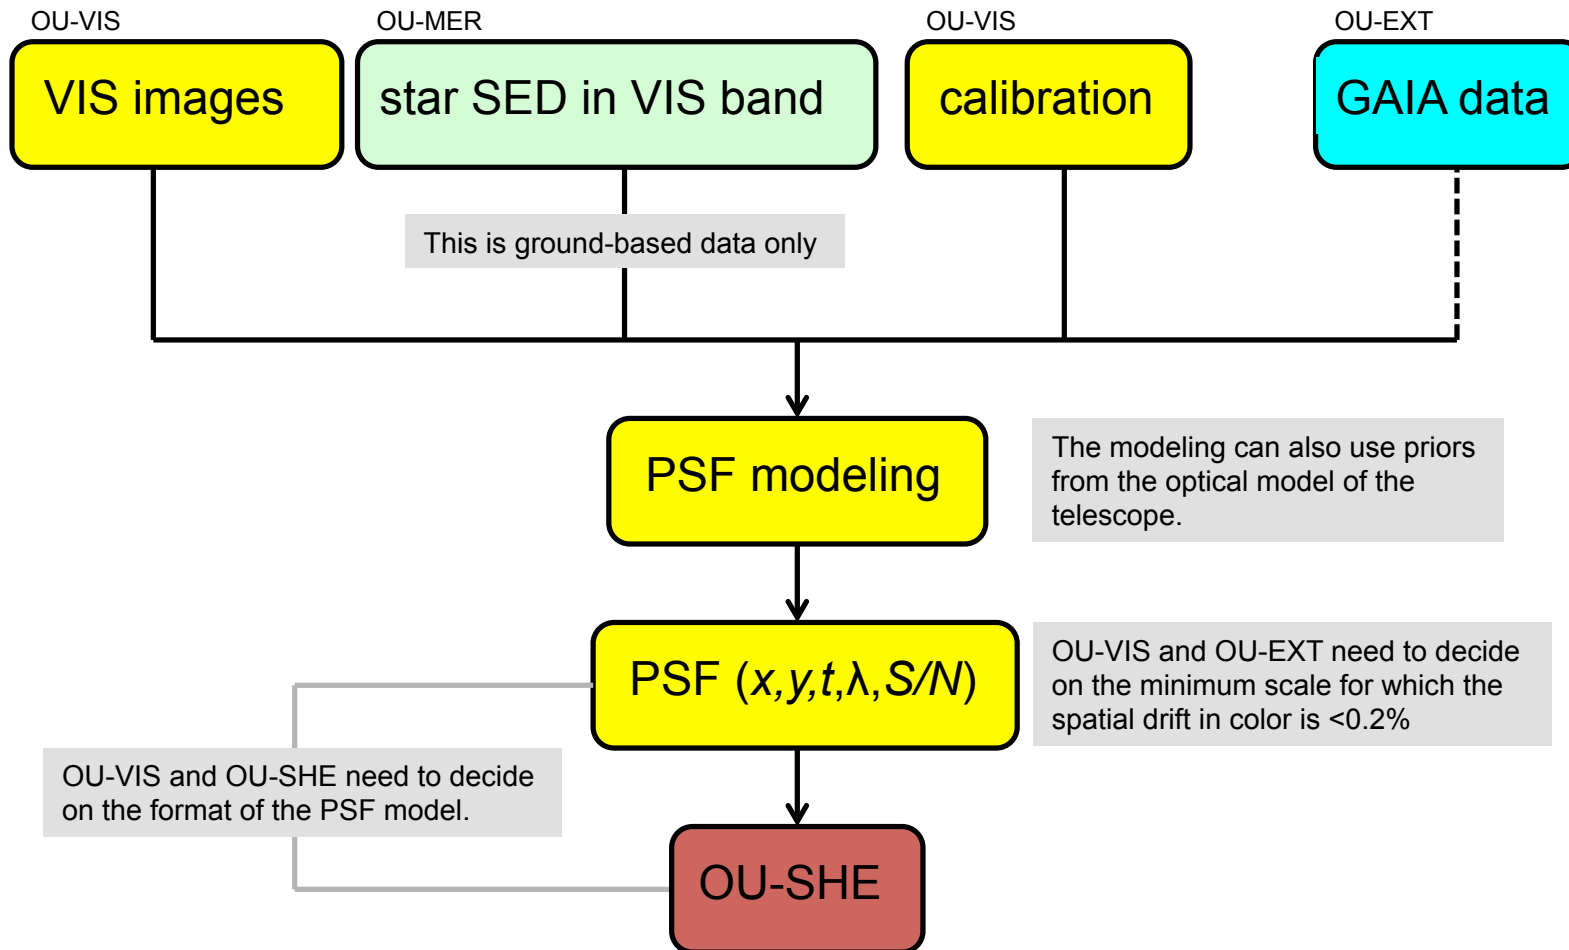 OU-VIS
OU-MER
OU-VIS
OU-EXT
VIS images
star SED in VIS band
calibration
GAIA data
This is ground-based data only
PSF modeling
The modeling can also use priors
from the optical model of the
telescope.
PSF (x,y,t,λ,S/N)
OU-VIS and OU-EXT need to decide
on the minimum scale for which the
spatial drift in color is <0.2%
OU-VIS and OU-SHE need to decide
on the format of the PSF model.
OU-SHE